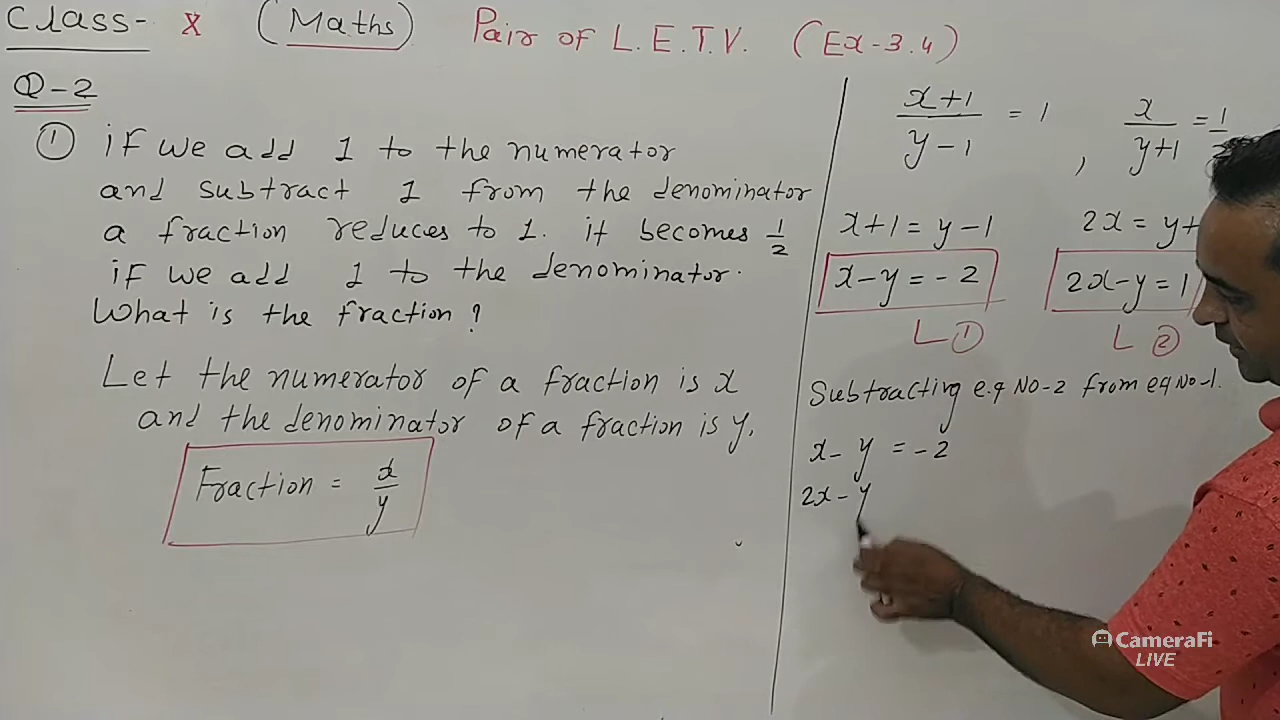 Class- X (Maths) Pair of L.E.T.V. (Ex-3.4)
Q-2
① if we add 1 to the numerator
and subtract 1 from the denominator
a fraction reduces to 1. it becomes 1/2
if we add 1 to the denominator.
What is the fraction?
Let the numerator of a fraction is x
and the denominator of a fraction is y.
Fraction = x/y
x+1/y-1 = 1 , x/y+1 = 1/2
x+1 = y-1 2x = y+
x-y = -2 2x-y = 1
① ②
Subtracting eq NO-2 from eq NO-1.
x- y = -2
2x- y
CameraFi
LIVE